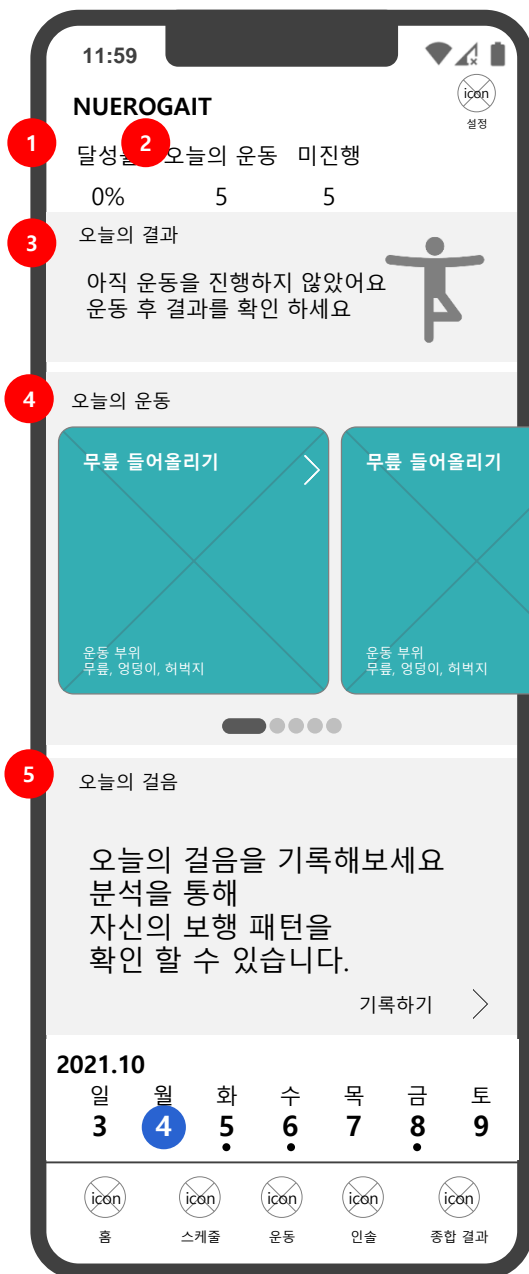 11:59
NUEROGAIT
icon
설정
1
2
달성 오늘의 운동 미진행
0% 5 5
3
오늘의 결과
아직 운동을 진행하지 않았어요
운동 후 결과를 확인 하세요
4
오늘의 운동
무릎 들어올리기 무릎 들어올리기
운동 부위 운동 부위
무릎, 엉덩이, 허벅지 무릎, 엉덩이, 허벅지
5
오늘의 걸음
오늘의 걸음을 기록해보세요
분석을 통해
자신의 보행 패턴을
확인 할 수 있습니다.
기록하기
2021.10
일 월 화 수 목 금 토
3 4 5 6 7 8 9
icon icon icon icon icon
홈 스케줄 운동 인솔 종합 결과